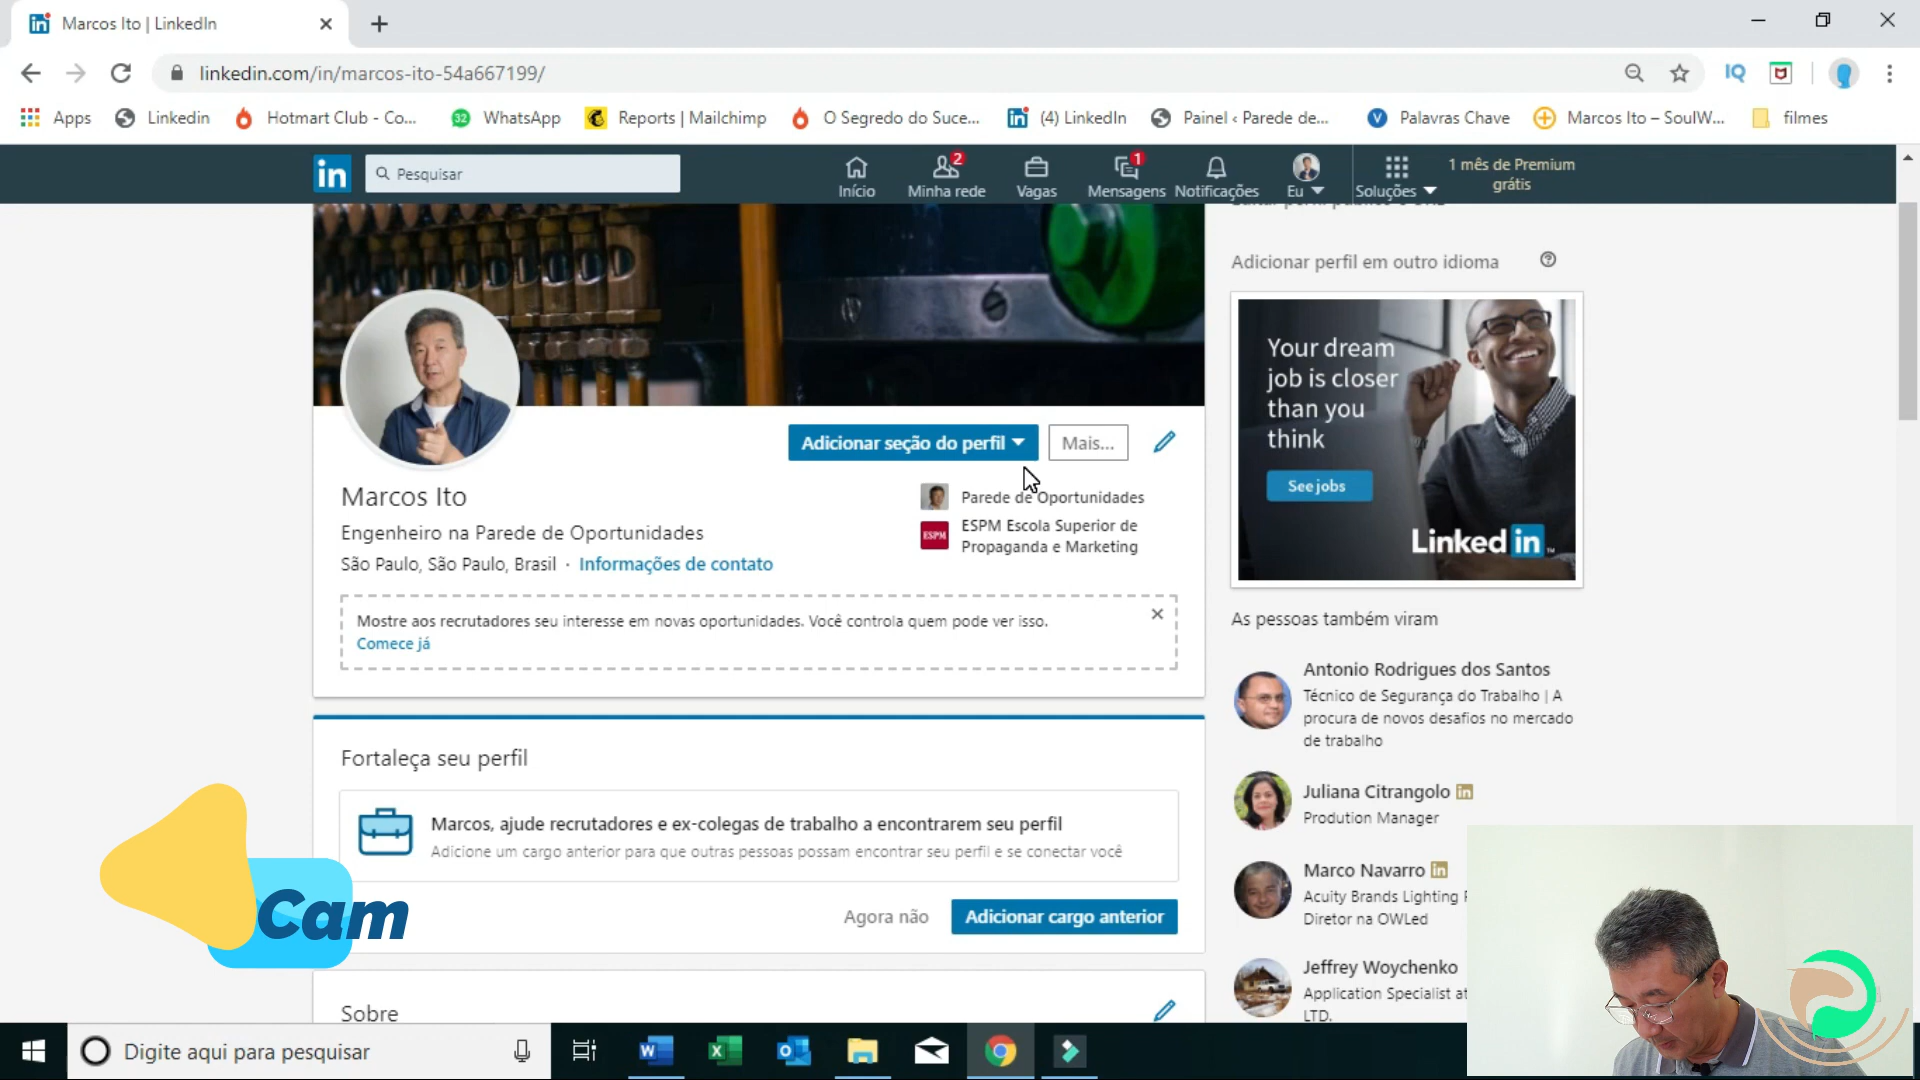 Marcos Ito | LinkedIn
linkedin.com/in/marcos-ito-54a667199/
IQ
Apps
Linkedin
Hotmart Club - Co...
32
WhatsApp
Reports | Mailchimp
O Segredo do Suce...
in
(4) LinkedIn
Painel ‹ Parede de...
V
Palavras Chave
Marcos Ito – SoulW...
filmes
in
Pesquisar
Início
2
Minha rede
Vagas
1
Mensagens
Notificações
Eu
Soluções
1 mês de Premium
grátis
Adicionar perfil em outro idioma
Your dream
job is closer
than you
think
See jobs
Linked in
Adicionar seção do perfil
Mais...
Marcos Ito
Engenheiro na Parede de Oportunidades
São Paulo, São Paulo, Brasil · Informações de contato
Parede de Oportunidades
ESPM
ESPM Escola Superior de
Propaganda e Marketing
Mostre aos recrutadores seu interesse em novas oportunidades. Você controla quem pode ver isso.
Comece já
As pessoas também viram
Antonio Rodrigues dos Santos
Técnico de Segurança do Trabalho | A
procura de novos desafios no mercado
de trabalho
Juliana Citrangolo in
Prodution Manager
Marco Navarro in
Acuity Brands Lighting
Diretor na OWLed
Jeffrey Woychenko
Application Specialist at
LTD.
Fortaleça seu perfil
Marcos, ajude recrutadores e ex-colegas de trabalho a encontrarem seu perfil
Adicione um cargo anterior para que outras pessoas possam encontrar seu perfil e se conectar você
Agora não
Adicionar cargo anterior
Sobre
Cam
Digite aqui para pesquisar